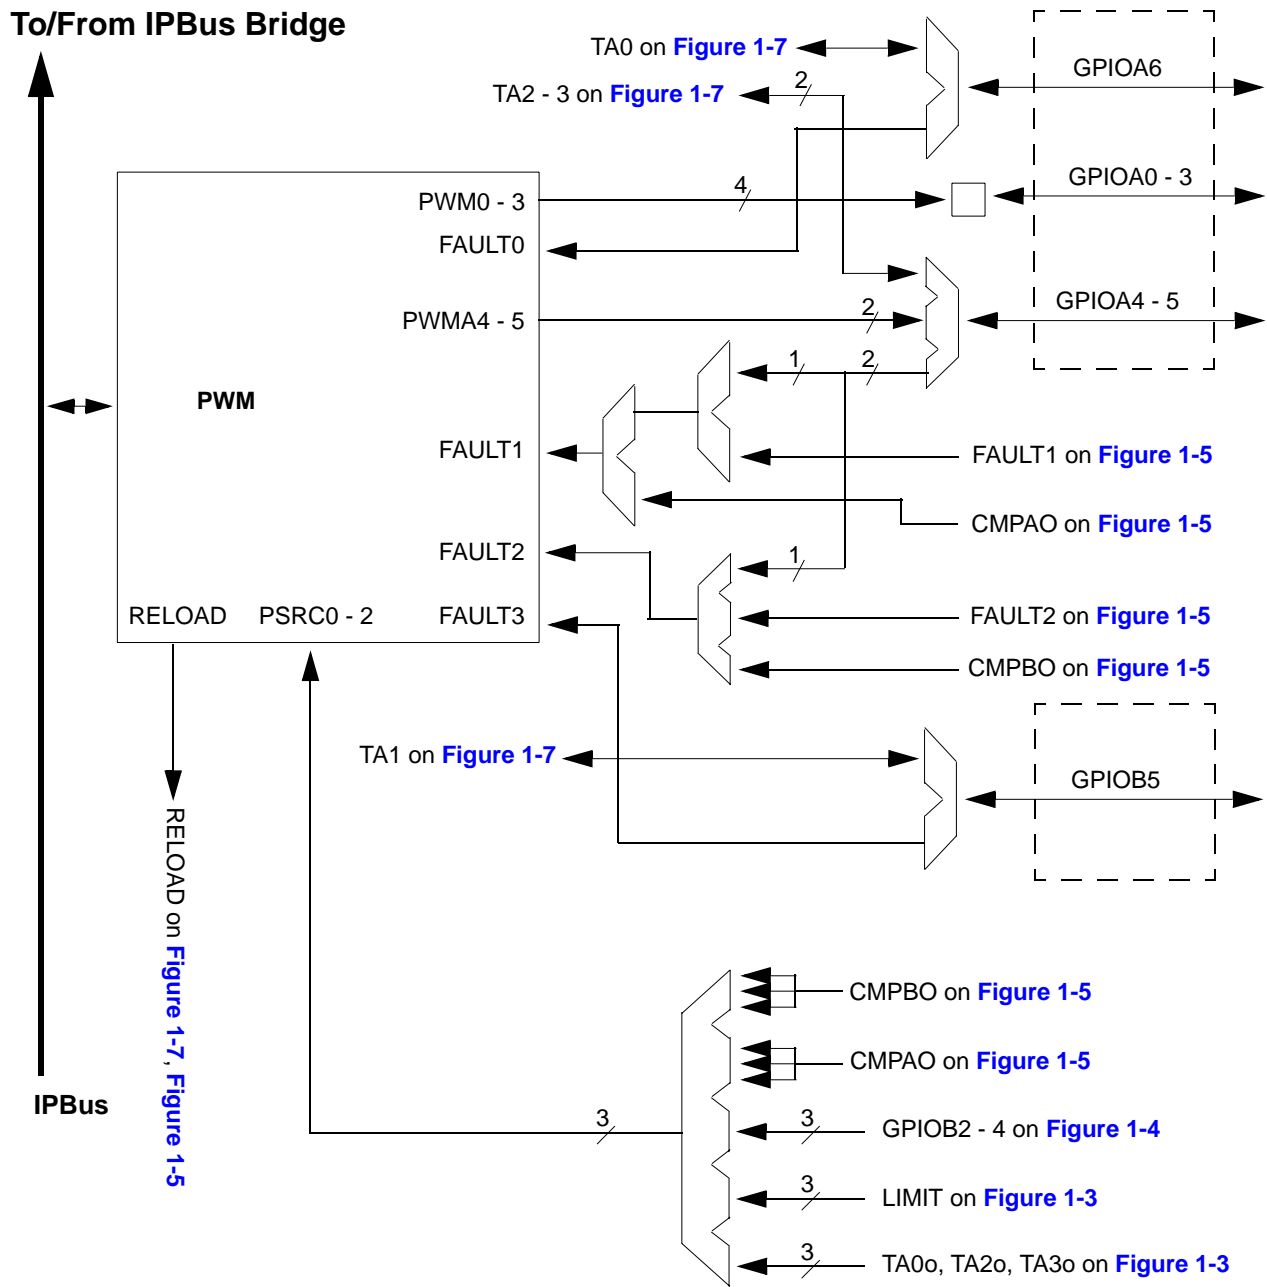 To/From IPBus Bridge
TA0 on Figure 1-7
TA2 - 3 on Figure 1-7
2
GPIOA6
PWM0 - 3
4
GPIOA0 - 3
FAULT0
PWMA4 - 5
2
GPIOA4 - 5
1
2
PWM
FAULT1
FAULT1 on Figure 1-5
CMPAO on Figure 1-5
FAULT2
1
RELOAD
PSRC0 - 2
FAULT3
FAULT2 on Figure 1-5
CMPBO on Figure 1-5
TA1 on Figure 1-7
GPIOB5
RELOAD on Figure 1-7, Figure 1-5
CMPBO on Figure 1-5
CMPAO on Figure 1-5
IPBus
3
3
GPIOB2 - 4 on Figure 1-4
3
LIMIT on Figure 1-3
3
TA0o, TA2o, TA3o on Figure 1-3